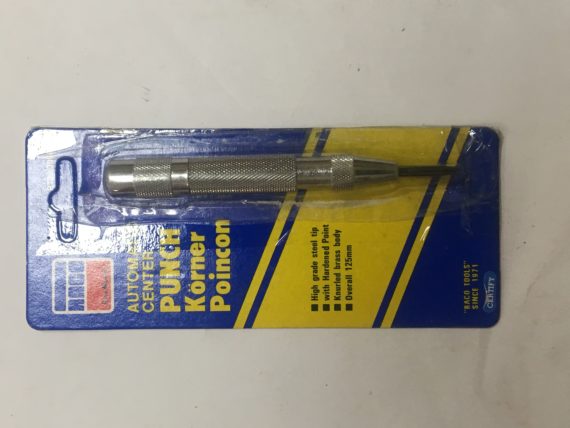 AUTOMATIC
CENTER
PUNCH
Körner
Poincon
High grade steel tip
with Hardened Point
Knurled brass body
Overall 125mm
"RACO TOOLS"
SINCE 1971